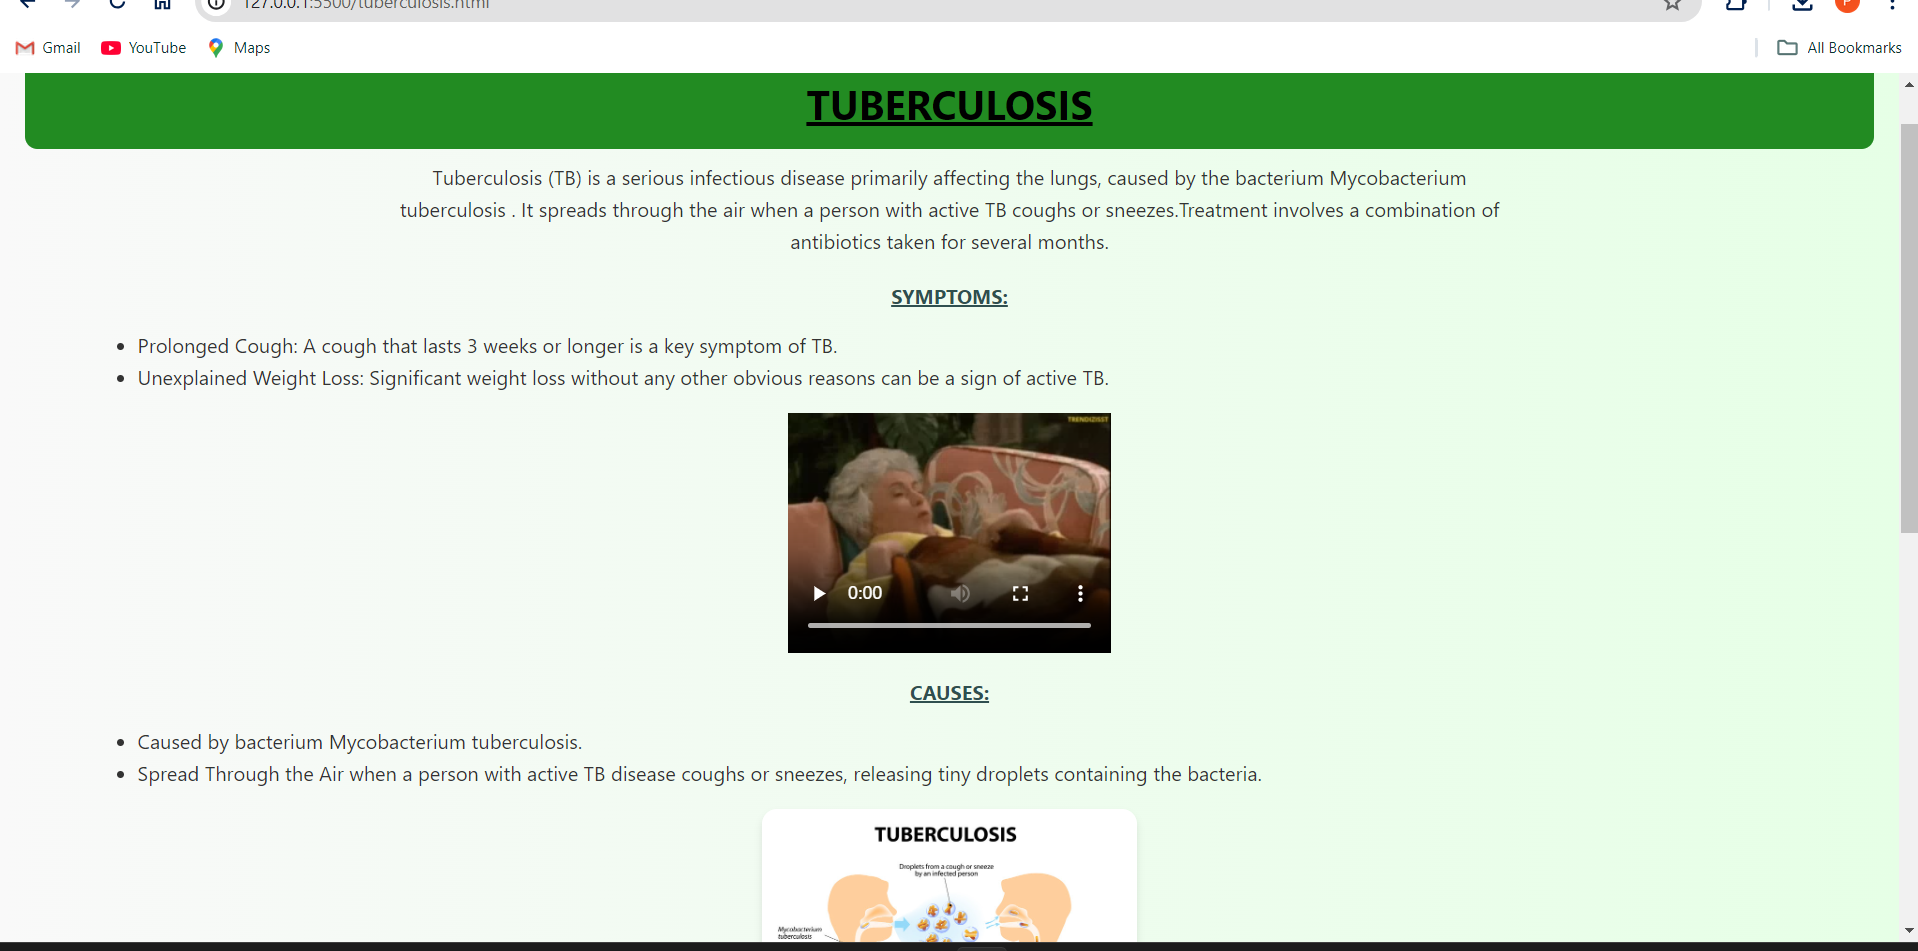 127.0.0.1:5500/tuberculosis.html
P
Gmail YouTube Maps All Bookmarks
TUBERCULOSIS
Tuberculosis (TB) is a serious infectious disease primarily affecting the lungs, caused by the bacterium Mycobacterium
tuberculosis . It spreads through the air when a person with active TB coughs or sneezes.Treatment involves a combination of
antibiotics taken for several months.
SYMPTOMS:
Prolonged Cough: A cough that lasts 3 weeks or longer is a key symptom of TB.
Unexplained Weight Loss: Significant weight loss without any other obvious reasons can be a sign of active TB.
TRENDIZISST
0:00
CAUSES:
Caused by bacterium Mycobacterium tuberculosis.
Spread Through the Air when a person with active TB disease coughs or sneezes, releasing tiny droplets containing the bacteria.
TUBERCULOSIS
Droplets from a cough or sneeze
by an infected person
Mycobacterium
tuberculosis